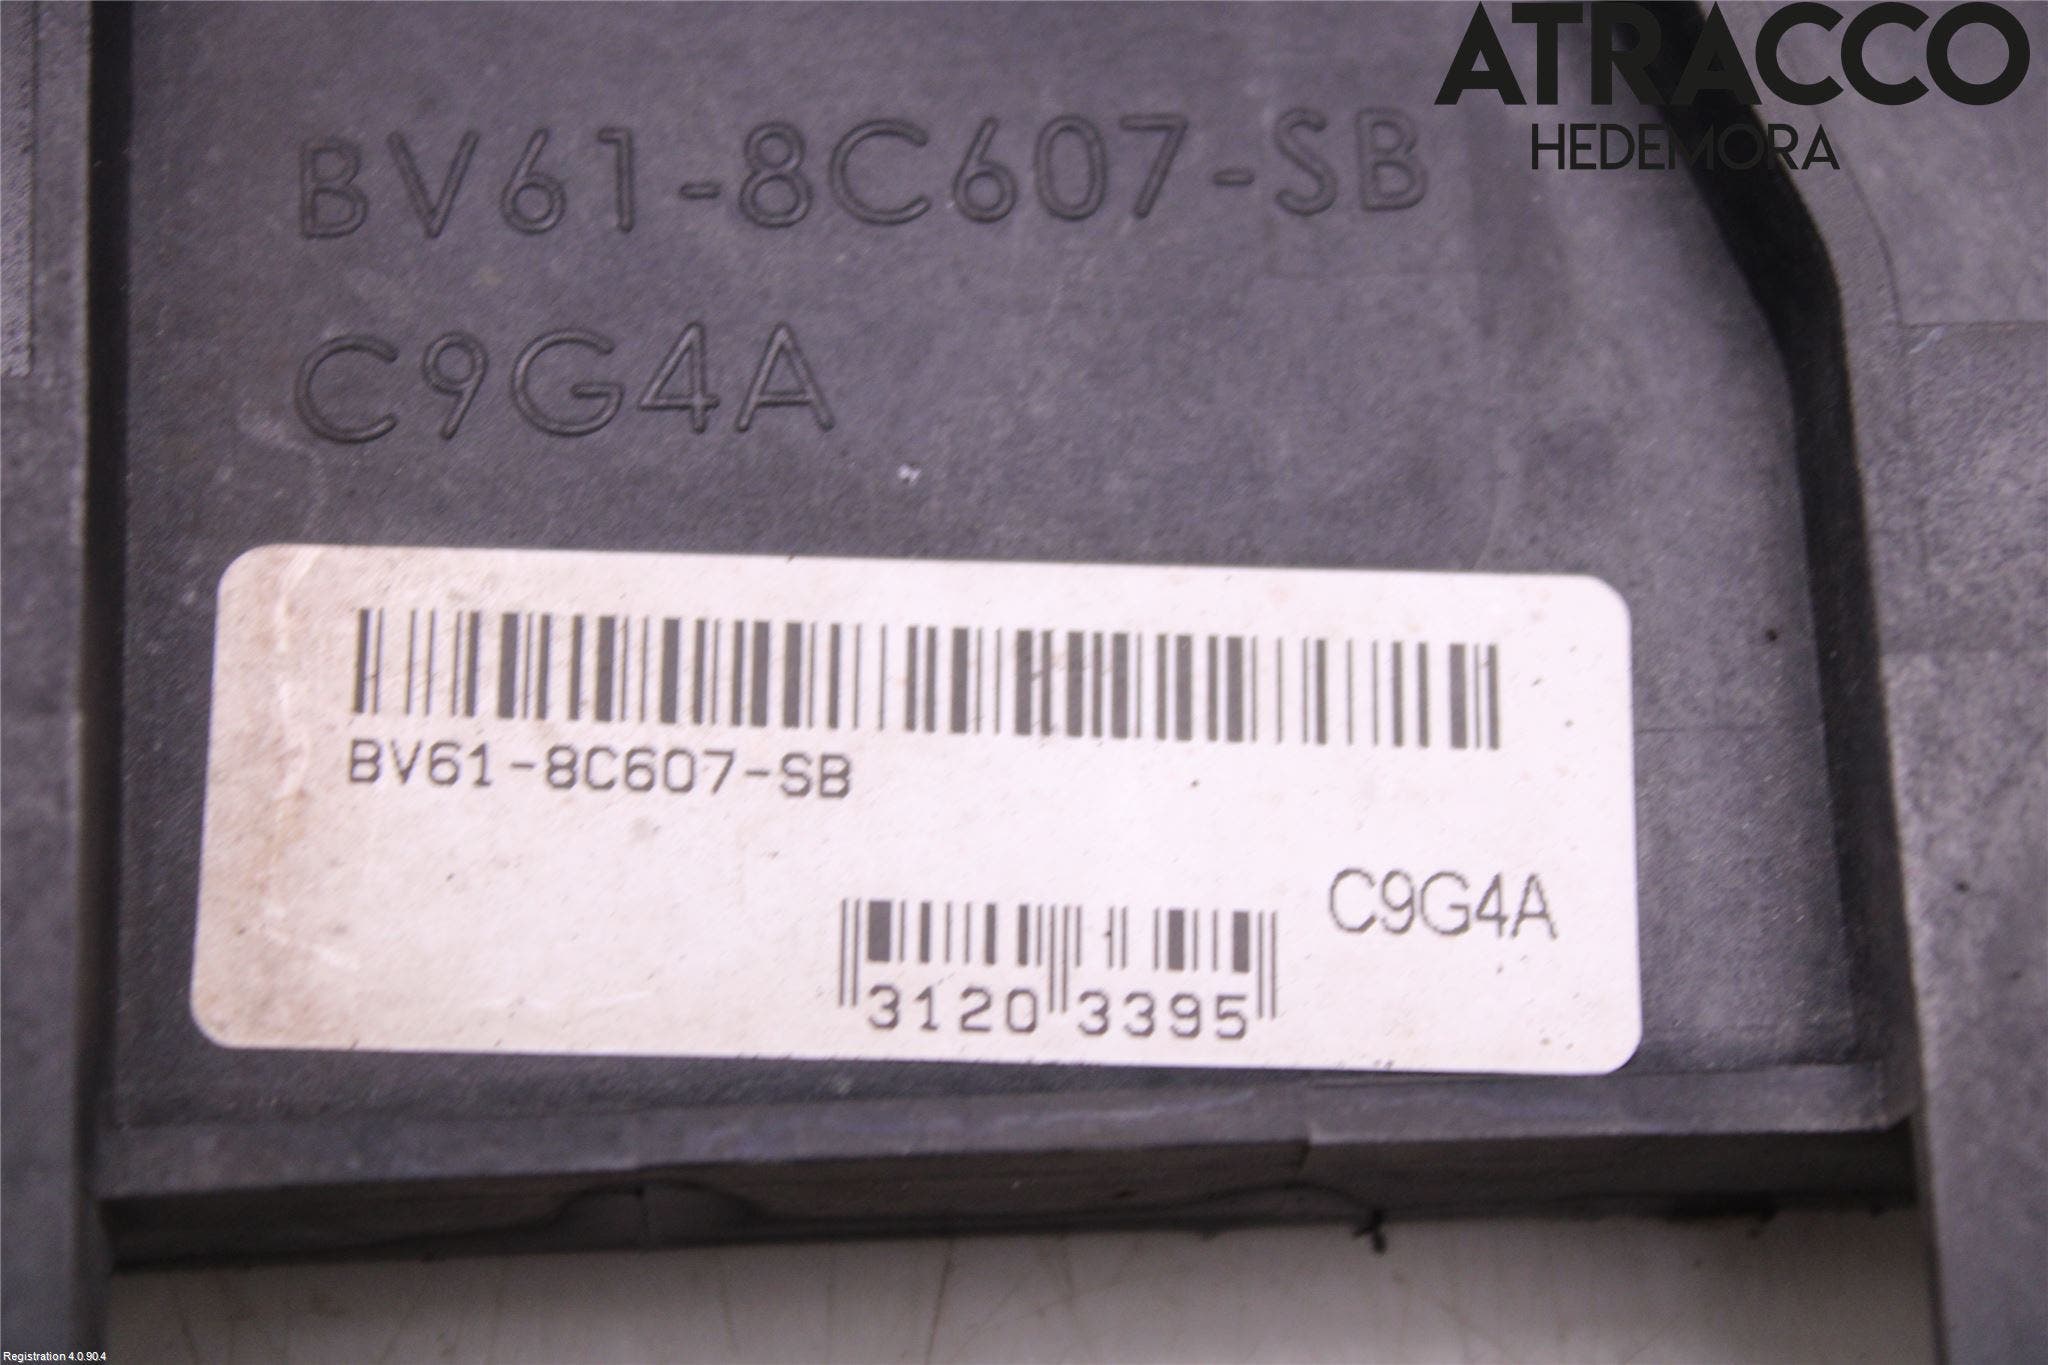 ATRACCO
HEDEMORA
BV61-8C607-SB
C9G4A
BV61-8C607-SB
C9G4A
3120 3395
Registration 4.0.90.4